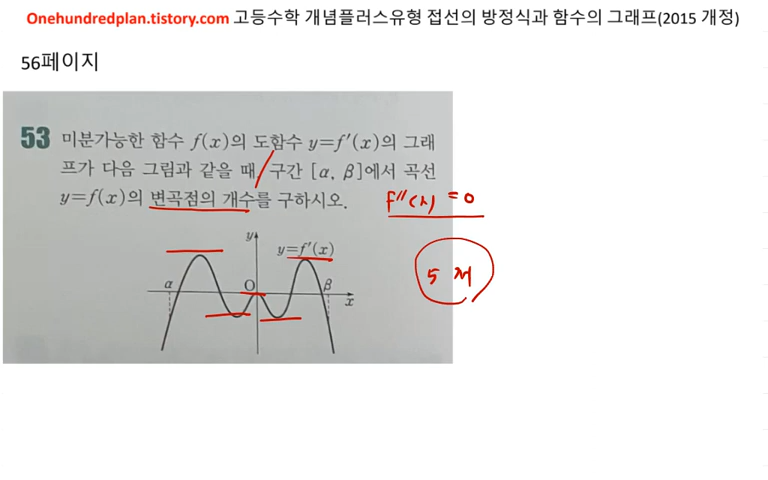 Onehundredplan.tistory.com 고등수학 개념플러스유형 접선의 방정식과 함수의 그래프(2015 개정)
56페이지
53 미분가능한 함수 f(x)의 도함수 y=f'(x)의 그래
프가 다음 그림과 같을 때, 구간 [α, β]에서 곡선
y=f(x)의 변곡점의 개수를 구하시오.
f''(x) =0
y
y=f'(x)
α
O
β
x
5 개